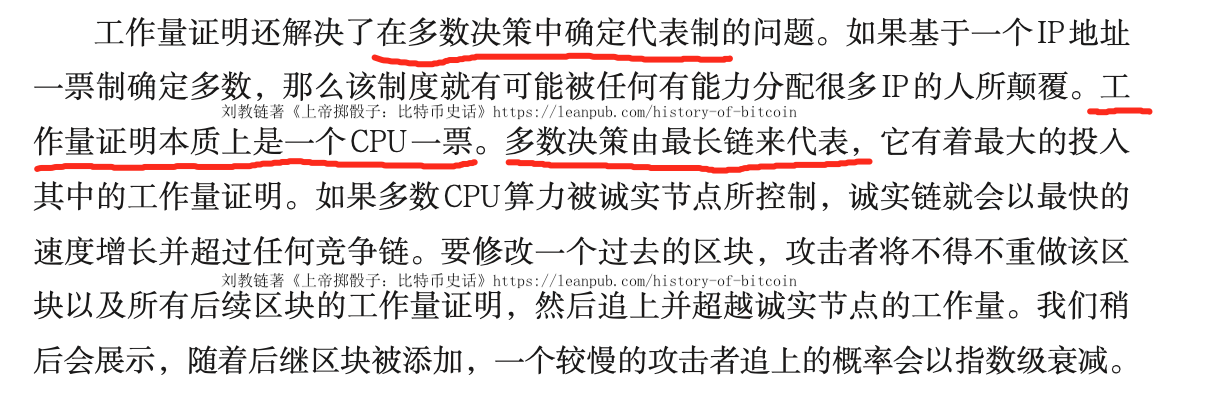 工作量证明还解决了在多数决策中确定代表制的问题。如果基于一个IP地址
一票制确定多数，那么该制度就有可能被任何有能力分配很多IP的人所颠覆。工
刘教链著《上帝掷骰子：比特币史话》https://leanpub.com/history-of-bitcoin
作量证明本质上是一个CPU一票。多数决策由最长链来代表，它有着最大的投入
其中的工作量证明。如果多数CPU算力被诚实节点所控制，诚实链就会以最快的
速度增长并超过任何竞争链。要修改一个过去的区块，攻击者将不得不重做该区
刘教链著《上帝掷骰子：比特币史话》https://leanpub.com/history-of-bitcoin
块以及所有后续区块的工作量证明，然后追上并超越诚实节点的工作量。我们稍
后会展示，随着后继区块被添加，一个较慢的攻击者追上的概率会以指数级衰减。